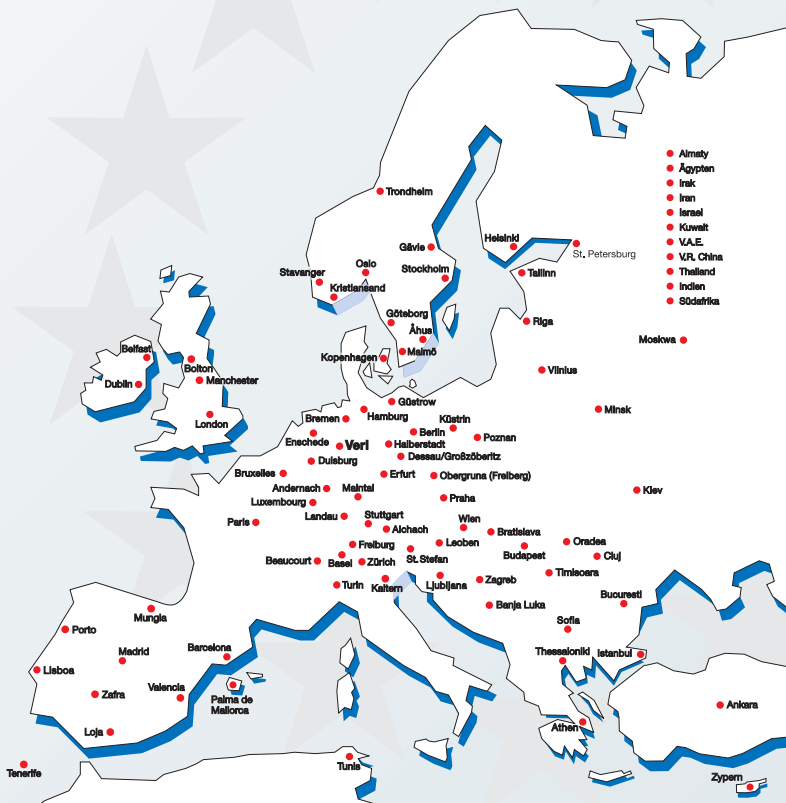 Almaty
Ägypten
Irak
Iran
Israel
Kuwait
V.A.E.
V.R. China
Thailand
Indien
Südafrika
Trondheim
Gävle
Helsinki
St. Petersburg
Oslo
Stavanger
Stockholm
Tallinn
Kristiansand
Göteborg
Riga
Åhus
Moskwa
Belfast
Kopenhagen
Malmö
Bolton
Vilnius
Dublin
Manchester
Güstrow
Minsk
London
Bremen
Hamburg
Küstrin
Enschede
Berlin
Poznan
Verl
Halberstadt
Duisburg
Dessau/Großzöberitz
Bruxelles
Erfurt
Obergruna (Freiberg)
Andernach
Maintal
Kiev
Luxembourg
Praha
Paris
Landau
Stuttgart
Wien
Aichach
Bratislava
Freiburg
Leoben
Oradea
Beaucourt
Basel
Zürich
St. Stefan
Budapest
Cluj
Turin
Kaltern
Ljubljana
Zagreb
Timisoara
Mungia
Banja Luka
Bucuresti
Porto
Sofia
Madrid
Barcelona
Thessaloniki
Istanbul
Lisboa
Zafra
Valencia
Palma de
Mallorca
Ankara
Loja
Athen
Tenerife
Tunis
Zypern